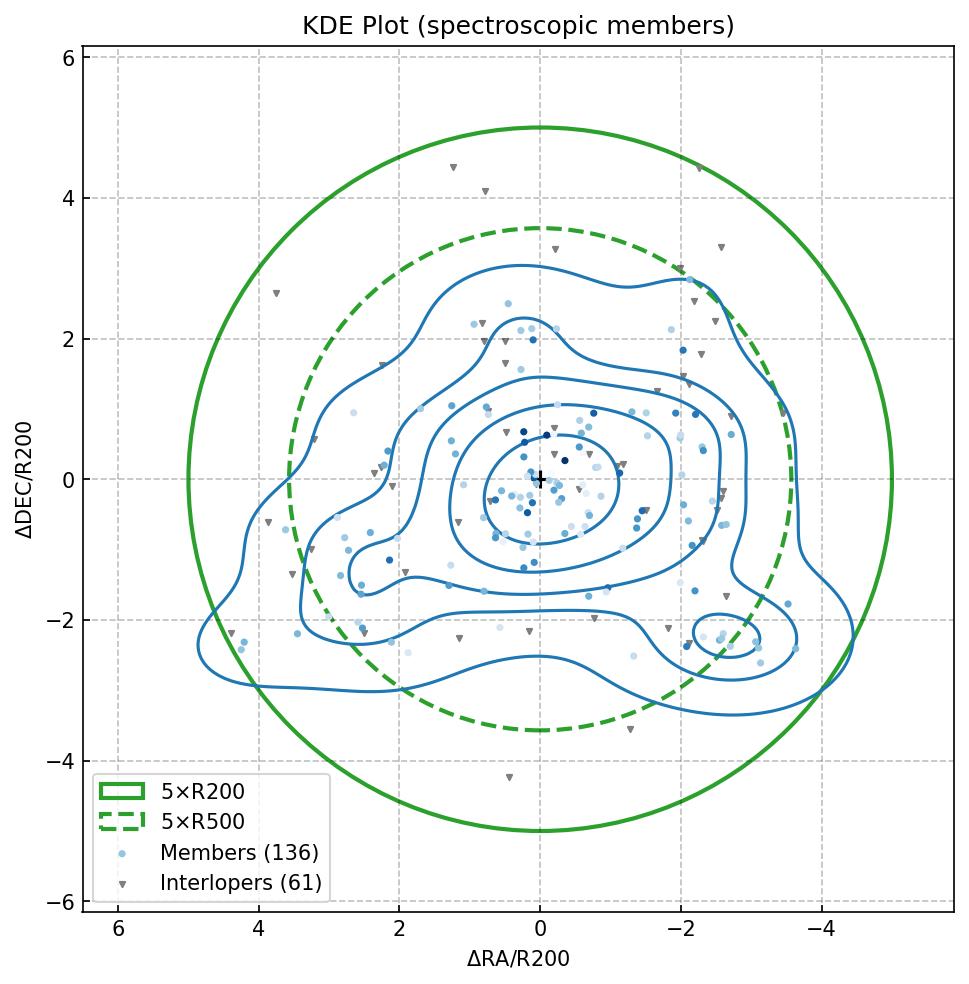 KDE Plot (spectroscopic members)
6
4
2
0
−2
−4
−6
ΔDEC/R200
5×R200
5×R500
Members (136)
Interlopers (61)
6 4 2 0 −2 −4
ΔRA/R200